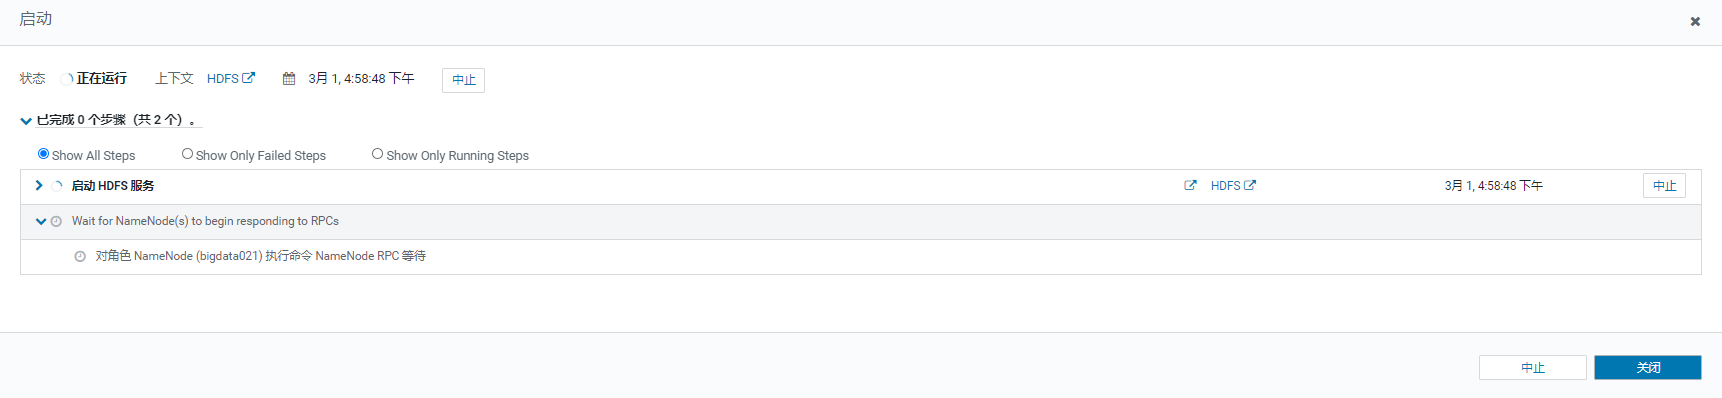 启动
状态 正在运行 上下文 HDFS 3月 1, 4:58:48 下午 中止
已完成 0 个步骤（共 2 个）。
Show All Steps Show Only Failed Steps Show Only Running Steps
启动 HDFS 服务 HDFS 3月 1, 4:58:48 下午 中止
Wait for NameNode(s) to begin responding to RPCs
对角色 NameNode (bigdata021) 执行命令 NameNode RPC 等待
中止 关闭